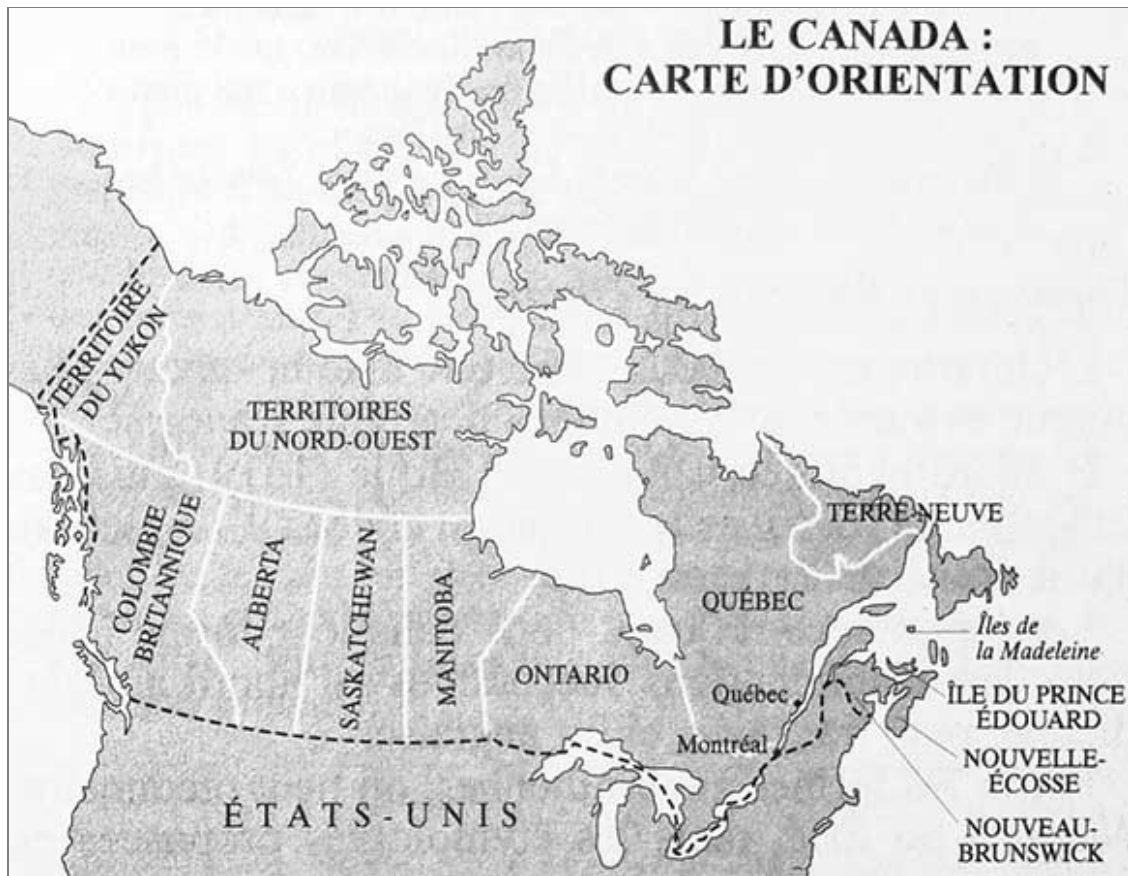 LE CANADA :
CARTE D'ORIENTATION
TERRITOIRE
DU YUKON
TERRITOIRES
DU NORD-OUEST
COLOMBIE
BRITANNIQUE
ALBERTA
SASKATCHEWAN
MANITOBA
ONTARIO
QUÉBEC
TERRE-NEUVE
Îles de
la Madeleine
Québec
Montréal
ÎLE DU PRINCE
ÉDOUARD
NOUVELLE-
ÉCOSSE
NOUVEAU-
BRUNSWICK
ÉTATS-UNIS